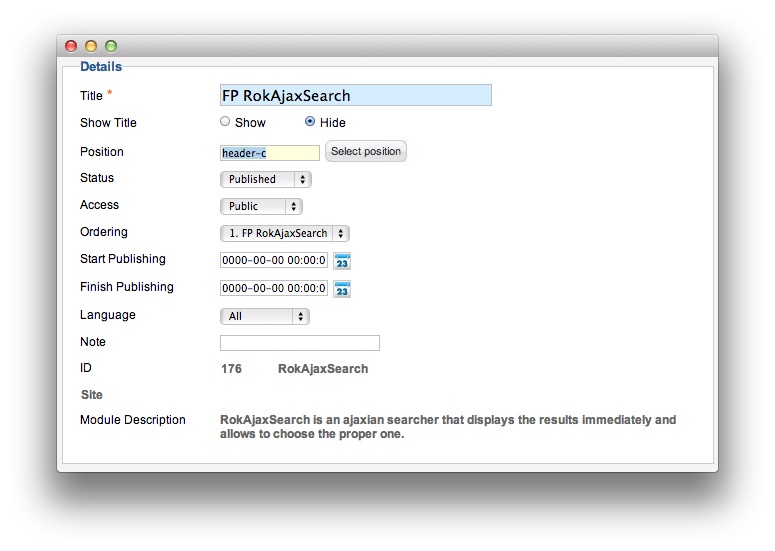 Details
Title * FP RokAjaxSearch
Show Title Show Hide
Position header-c Select position
Status Published
Access Public
Ordering 1. FP RokAjaxSearch
Start Publishing 0000-00-00 00:00:0 23
Finish Publishing 0000-00-00 00:00:0 23
Language All
Note
ID 176 RokAjaxSearch
Site
Module Description RokAjaxSearch is an ajaxian searcher that displays the results immediately and
allows to choose the proper one.